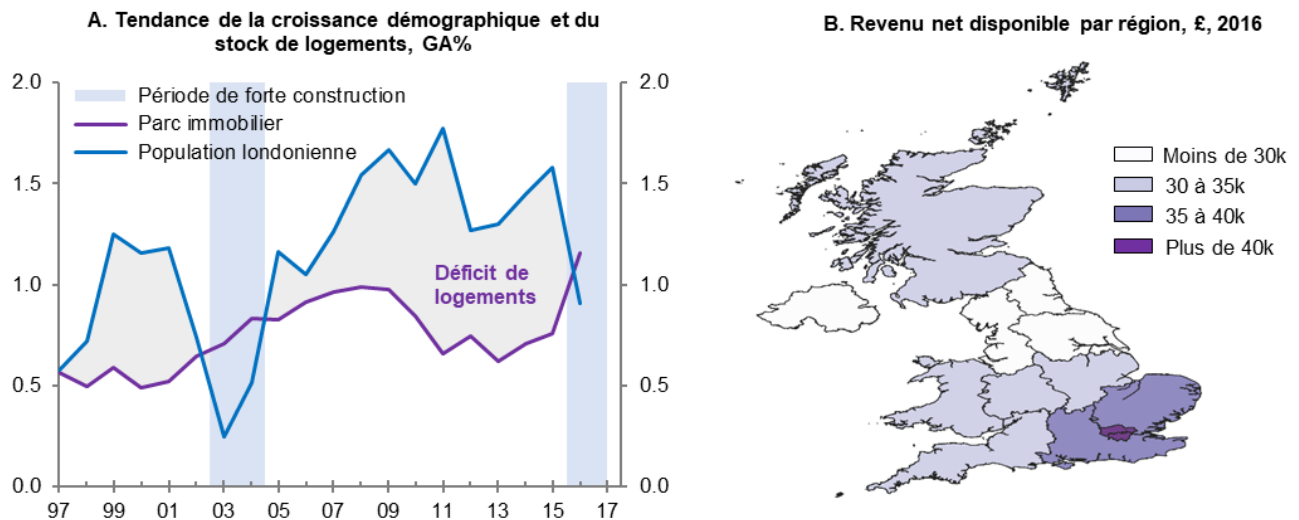 A. Tendance de la croissance démographique et du
stock de logements, GA%
2.0
1.5
1.0
0.5
0.0
Période de forte construction
Parc immobilier
Population londonienne
Déficit de
logements
2.0
1.5
1.0
0.5
0.0
97 99 01 03 05 07 09 11 13 15 17
B. Revenu net disponible par région, £, 2016
Moins de 30k
30 à 35k
35 à 40k
Plus de 40k